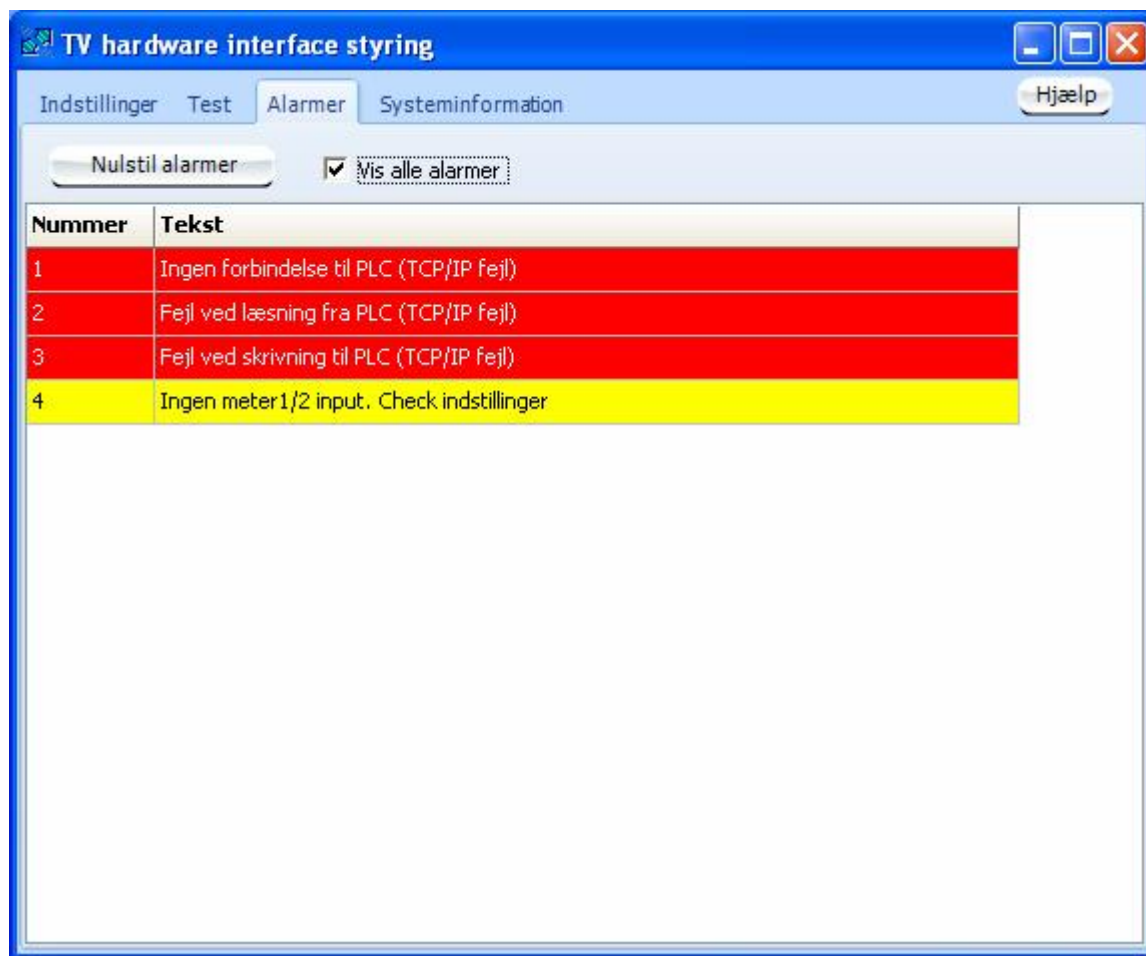 TV hardware interface styring
Indstillinger Test Alarmer Systeminformation Hjælp
Nulstil alarmer Vis alle alarmer
Nummer Tekst
1 Ingen forbindelse til PLC (TCP/IP fejl)
2 Fejl ved læsning fra PLC (TCP/IP fejl)
3 Fejl ved skrivning til PLC (TCP/IP fejl)
4 Ingen meter1/2 input. Check indstillinger